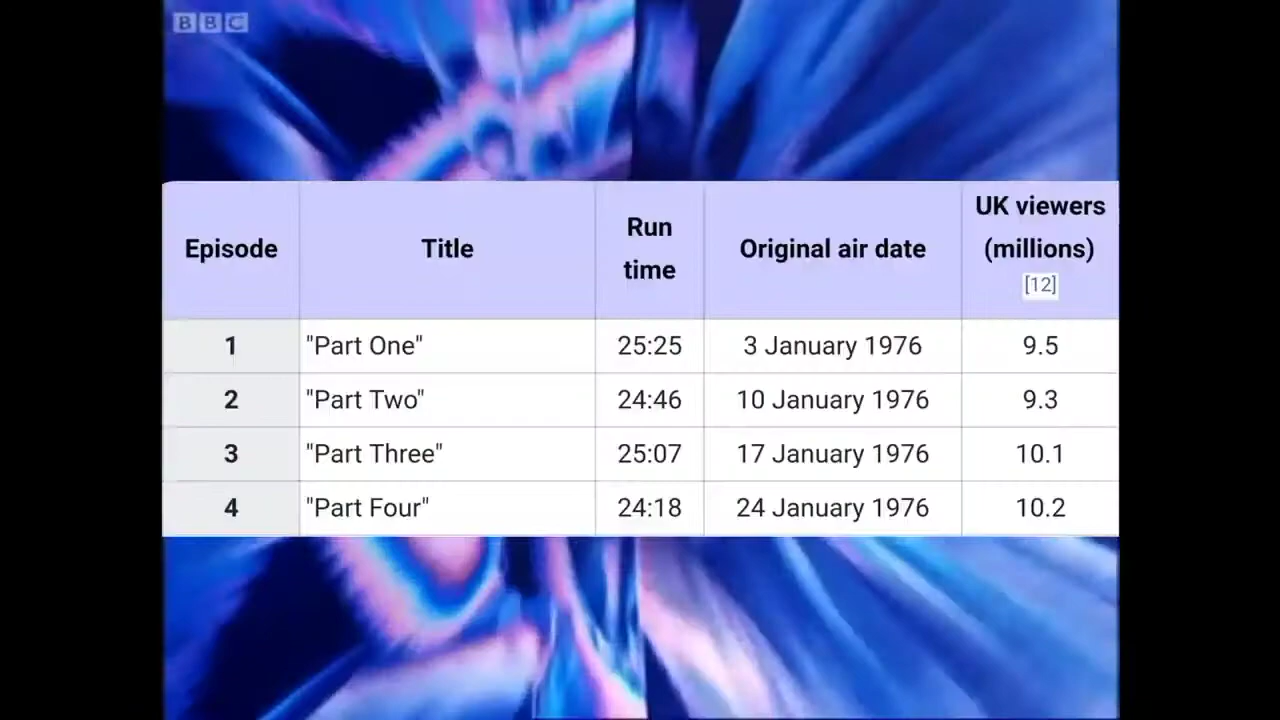 BBC
Episode Title Run time Original air date UK viewers (millions) [12]
1 "Part One" 25:25 3 January 1976 9.5
2 "Part Two" 24:46 10 January 1976 9.3
3 "Part Three" 25:07 17 January 1976 10.1
4 "Part Four" 24:18 24 January 1976 10.2